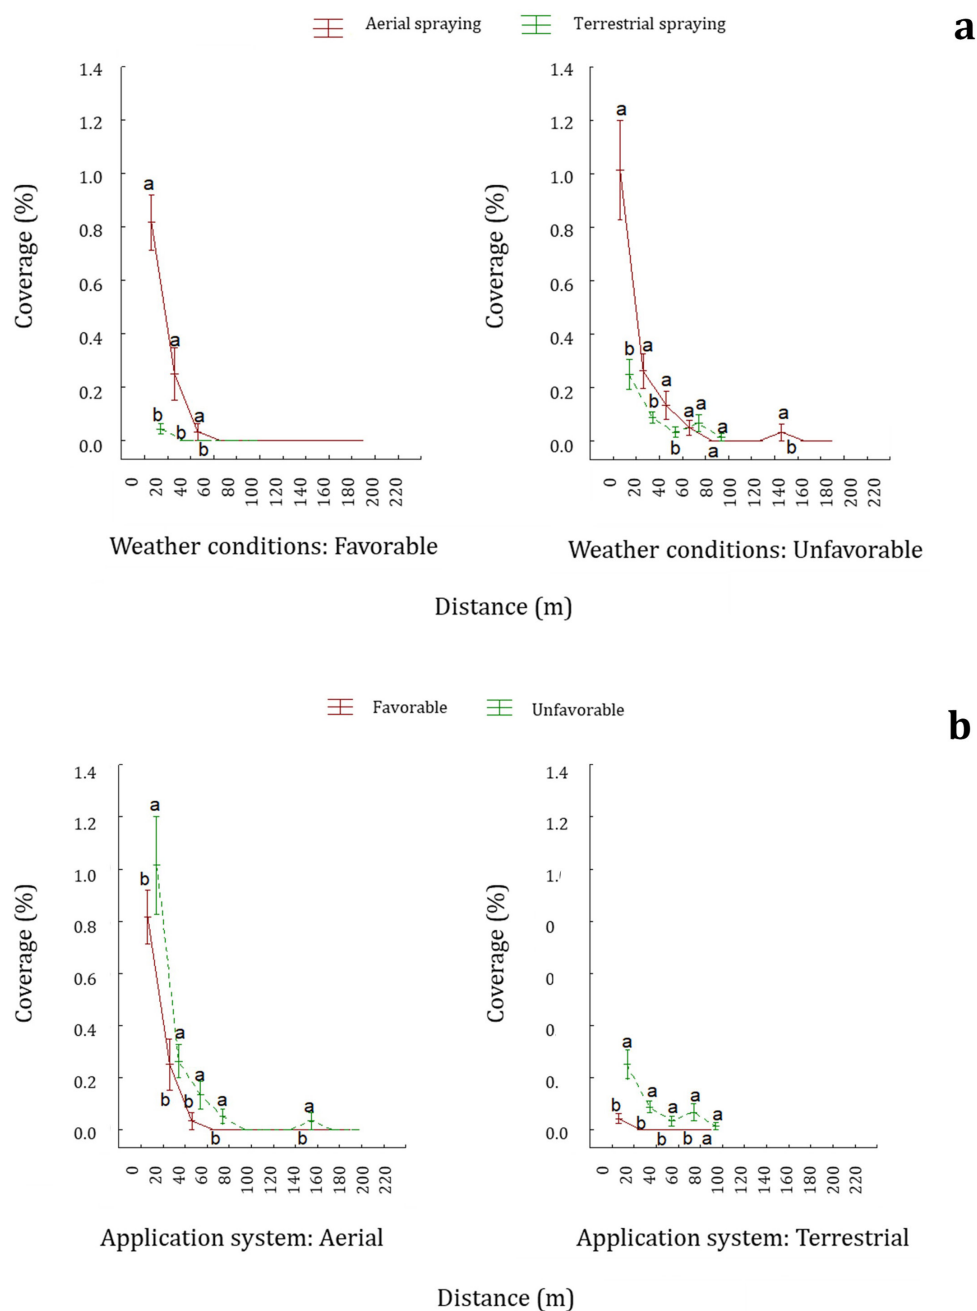 Aerial spraying Terrestrial spraying
a
1.4 1.4
a
1.2 1.2
a
1.0 1.0
Coverage (%) Coverage (%)
0.8 0.8
0.6 0.6
0.4 0.4
a b a
a
0.2 0.2
b a b a a
0.0 0.0
b b a b
0 20 40 60 80 100 120 140 160 180 200 220 0 20 40 60 80 100 120 140 160 180 200 220
Weather conditions: Favorable Weather conditions: Unfavorable
Distance (m)
Favorable Unfavorable
b
1.4 1.4
a
1.2 1.2
b
1.0 1.
Coverage (%) Coverage (%)
0.8 0
0.6 0
0.4 0
a a
a
0.2 0.
b b a b a a a
0.0 b 0.0
b b b b a
0 20 40 60 80 100 120 140 160 180 200 220 0 20 40 60 80 100 120 140 160 180 200 220
Application system: Aerial Application system: Terrestrial
Distance (m)